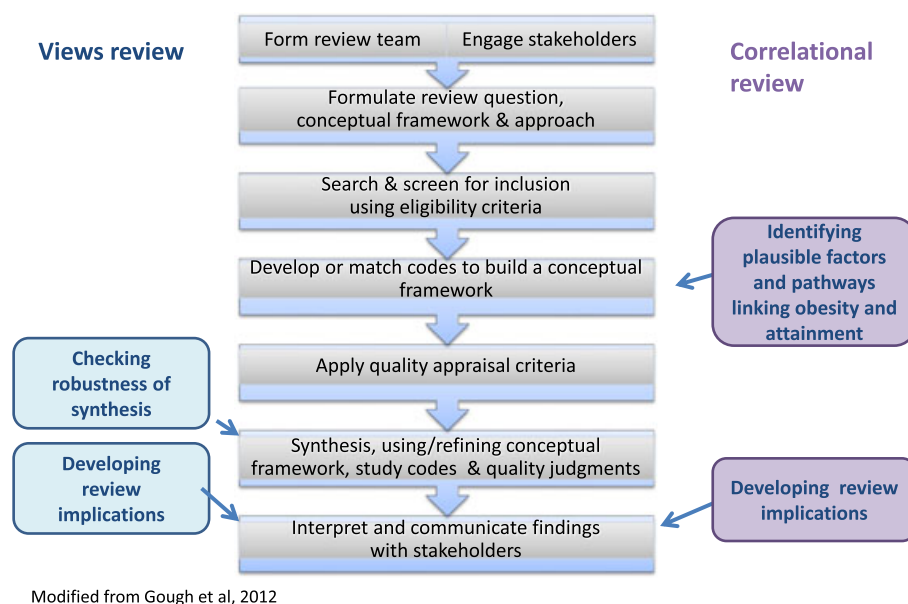 Views review
Form review team
Engage stakeholders
Correlational
review
Formulate review question,
conceptual framework & approach
Search & screen for inclusion
using eligibility criteria
Identifying
plausible factors
and pathways
linking obesity and
attainment
Develop or match codes to build a conceptual
framework
Checking
robustness of
synthesis
Apply quality appraisal criteria
Synthesis, using/refining conceptual
framework, study codes & quality judgments
Developing
review
implications
Developing review
implications
Interpret and communicate findings
with stakeholders
Modified from Gough et al, 2012